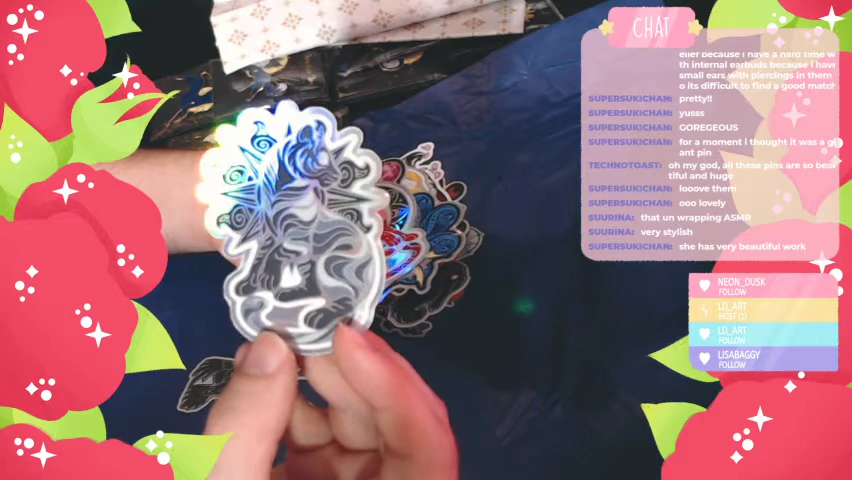 CHAT
eller because i have a hard time w
th internal earbuds because I have
small ears with piercings in them
o its difficult to find a good match
SUPERSUKICHAN: pretty!!
SUPERSUKICHAN: yusss
SUPERSUKICHAN: GOREGEOUS
SUPERSUKICHAN: for a moment I thought it was a gi
ant pin
TECHNOTOAST: oh my god, all these pins are so beau
tiful and huge
SUPERSUKICHAN: looove them
SUPERSUKICHAN: ooo lovely
SUURINA: that un wrapping ASMR
SUURINA: very stylish
SUPERSUKICHAN: she has very beautiful work
NEON_DUSK
FOLLOW
LD_ART
HOST (1)
LD_ART
FOLLOW
LISABAGGY
FOLLOW